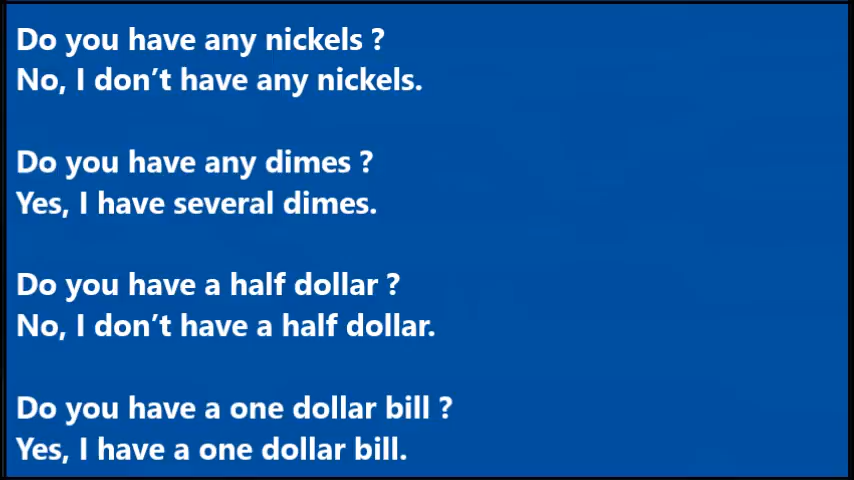 Do you have any nickels ?
No, I don’t have any nickels.
Do you have any dimes ?
Yes, I have several dimes.
Do you have a half dollar ?
No, I don’t have a half dollar.
Do you have a one dollar bill ?
Yes, I have a one dollar bill.